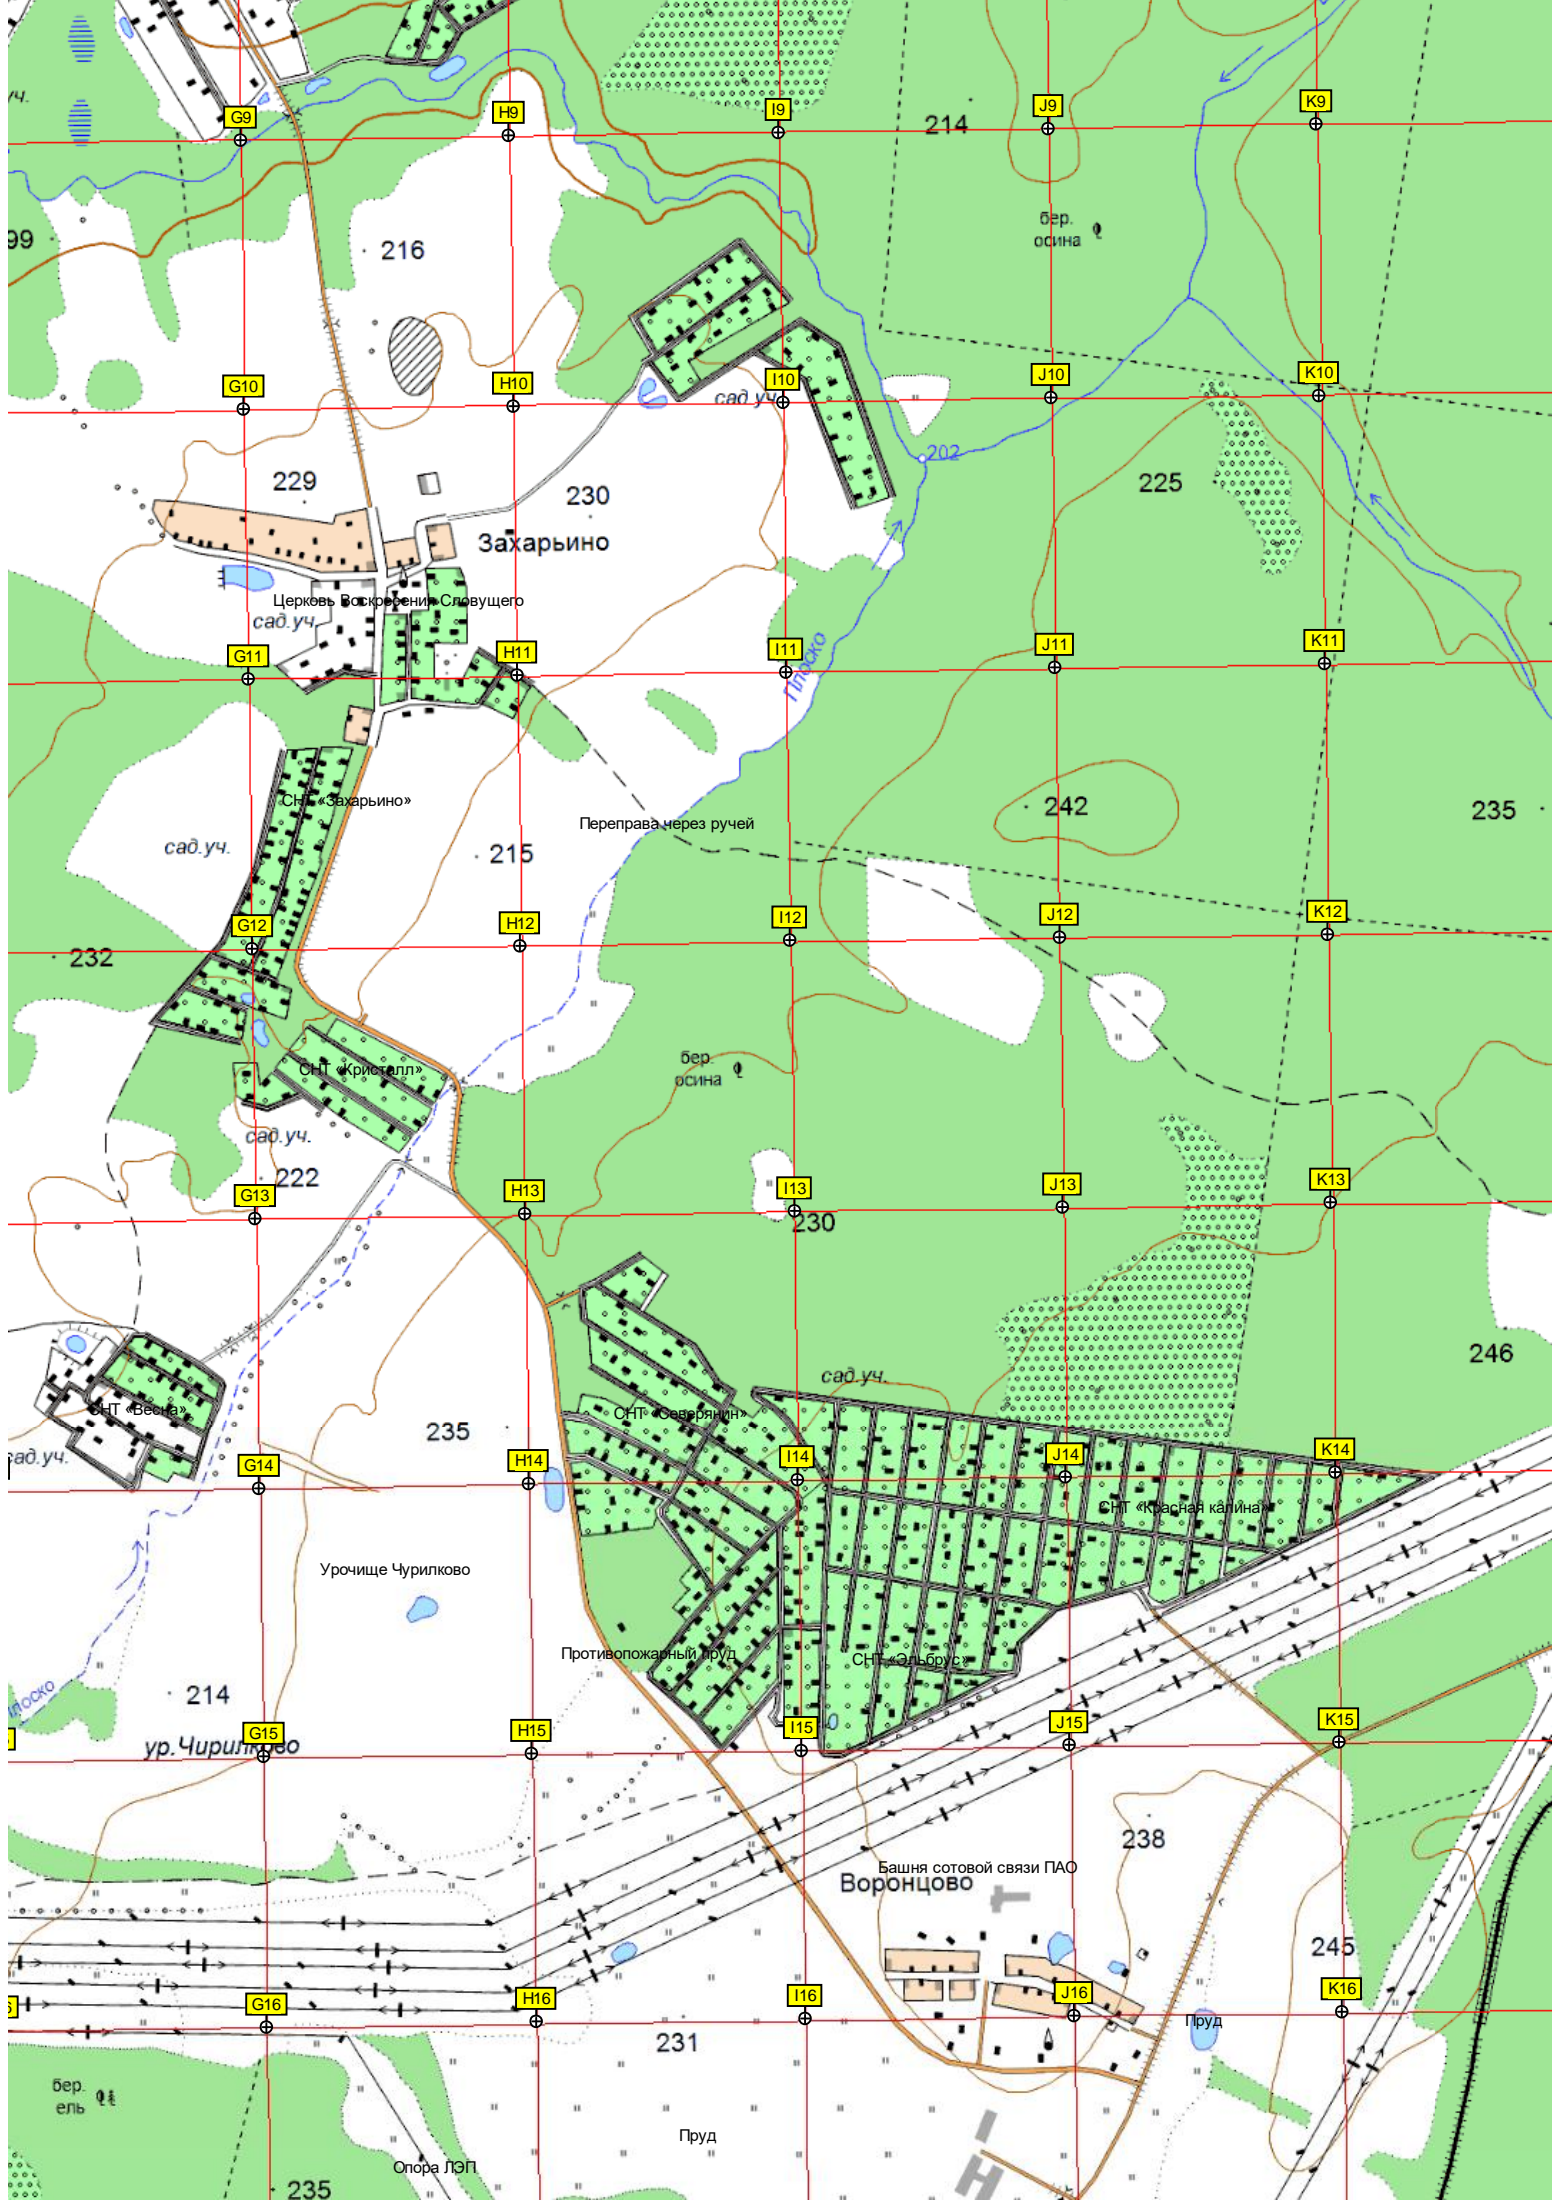 уч.
G9
H9
I9
J9
K9
214
бер.
осина
99
216
G10
H10
I10
J10
K10
сад.уч.
202
229
230
225
Захарьино
Церковь Воскресения Словущего
сад.уч.
G11
H11
I11
J11
K11
Плоско
СНТ «Захарьино»
242
235
Переправа через ручей
сад.уч.
215
G12
H12
I12
J12
K12
232
бер.
осина
СНТ «Кристалл»
сад.уч.
222
G13
H13
I13
J13
K13
230
246
сад.уч.
СНТ «Весна»
СНТ «Северянин»
235
сад.уч.
G14
H14
I14
J14
K14
СНТ «Красная калина»
Урочище Чурилково
Противопожарный пруд
СНТ «Эльбрус»
плоско
214
G15
H15
I15
J15
K15
ур.Чирилково
238
Башня сотовой связи ПАО
Воронцово
245
G16
H16
I16
J16
K16
Пруд
231
бер.
ель
Пруд
Опора ЛЭП
235